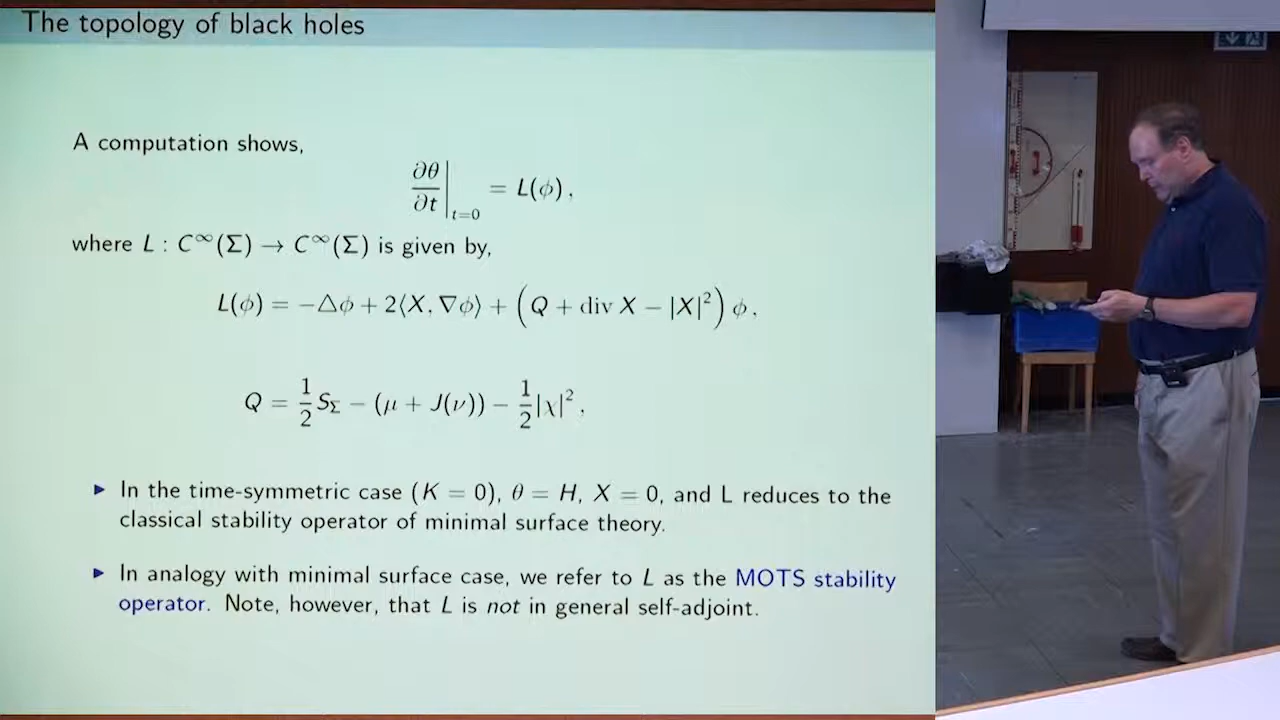 The topology of black holes
A computation shows,
∂θ/∂t|_{t=0} = L(ϕ),
where L : C^∞(Σ) → C^∞(Σ) is given by,
L(ϕ) = −△ϕ + 2⟨X, ∇ϕ⟩ + (Q + div X − |X|²) ϕ.
Q = 1/2 S_Σ − (μ + J(ν)) − 1/2 |χ|²,
▸ In the time-symmetric case (K = 0), θ = H, X = 0, and L reduces to the
classical stability operator of minimal surface theory.
▸ In analogy with minimal surface case, we refer to L as the MOTS stability
operator. Note, however, that L is not in general self-adjoint.